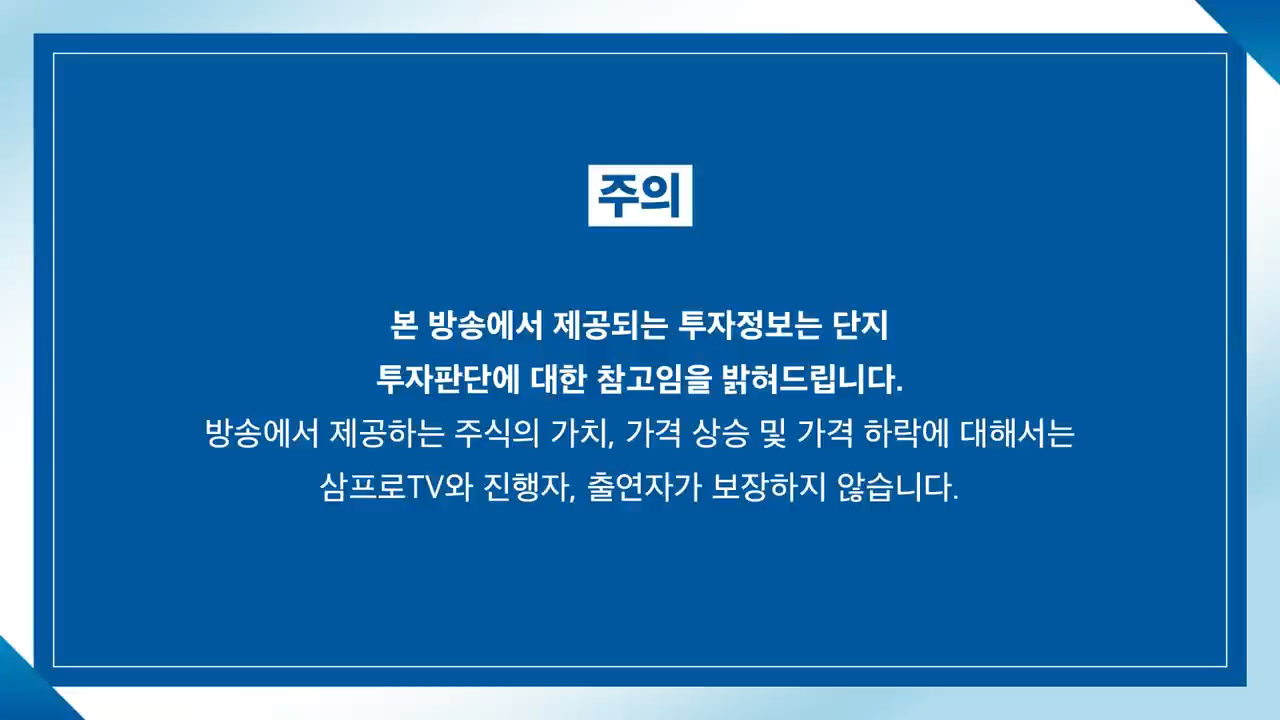 주의
본 방송에서 제공되는 투자정보는 단지
투자판단에 대한 참고임을 밝혀드립니다.
방송에서 제공하는 주식의 가치, 가격 상승 및 가격 하락에 대해서는
삼프로TV와 진행자, 출연자가 보장하지 않습니다.